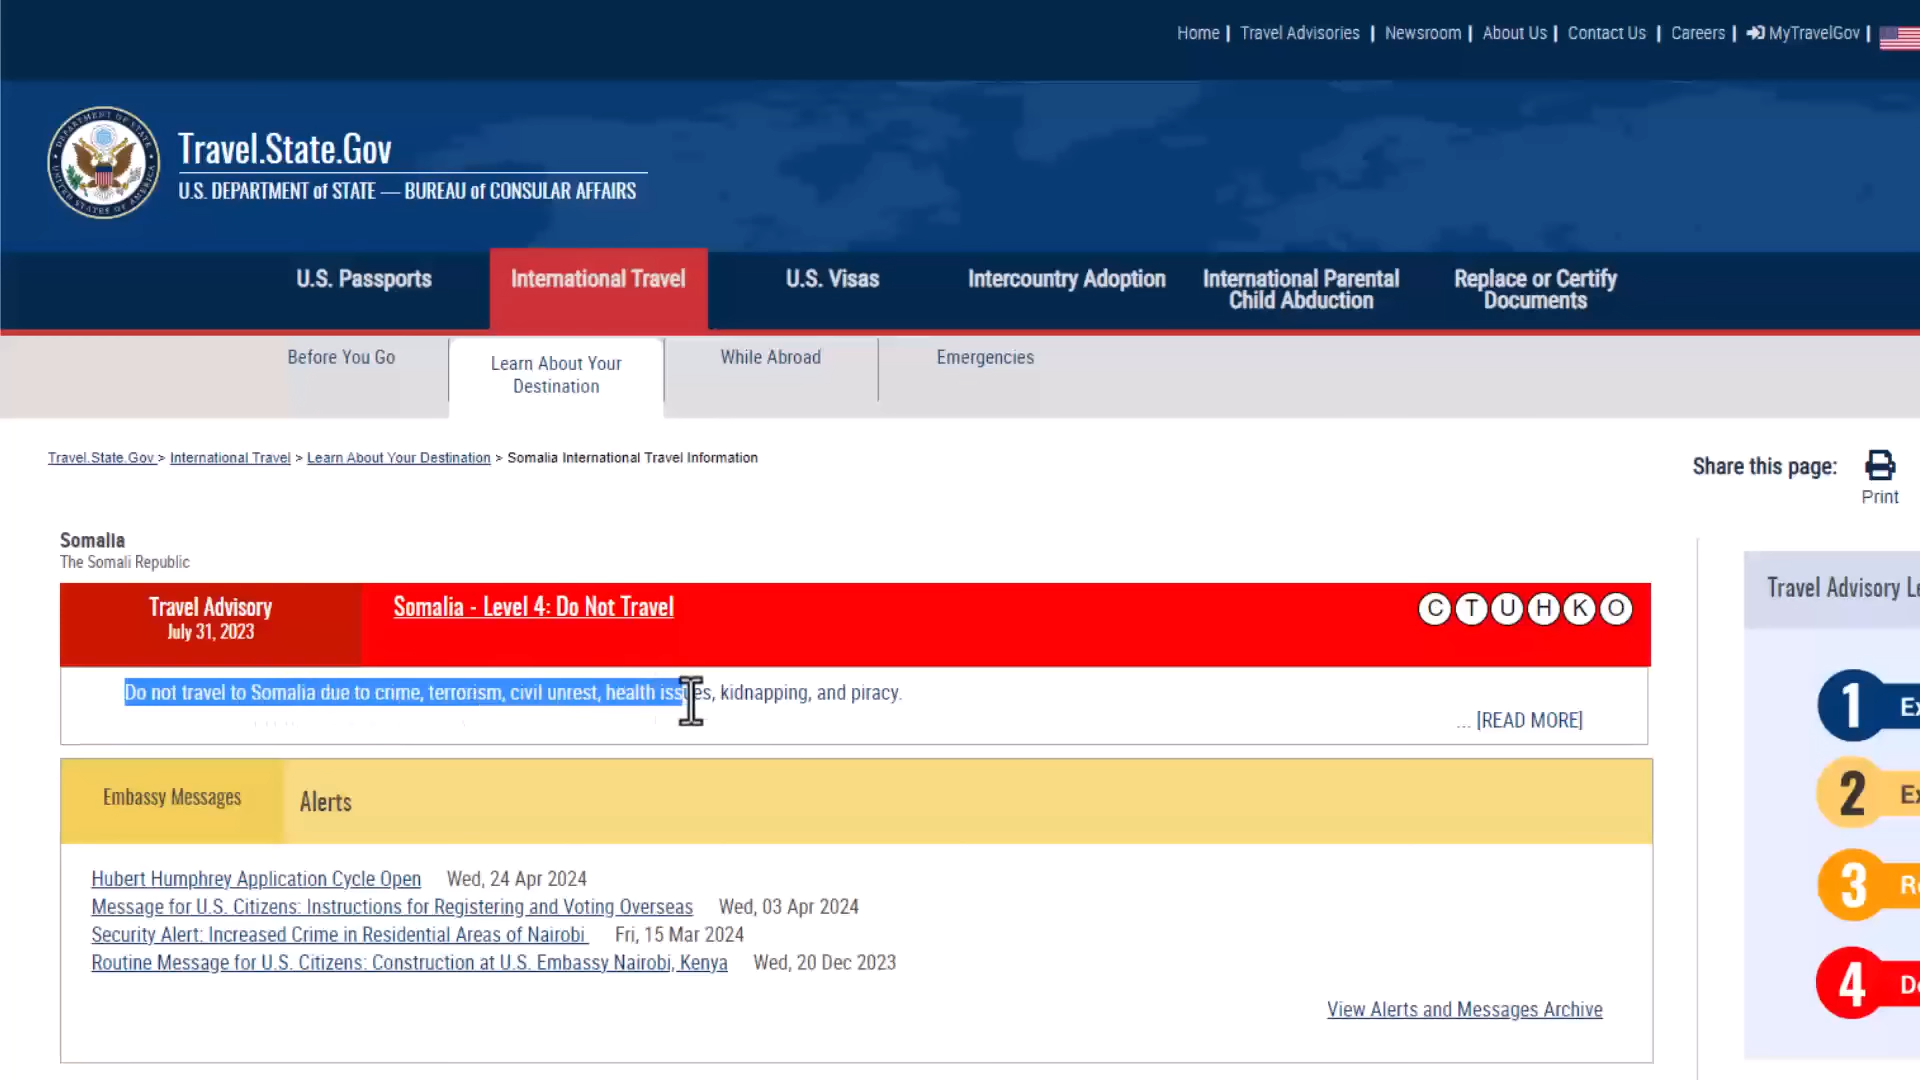 Home | Travel Advisories | Newsroom | About Us | Contact Us | Careers | MyTravelGov |
Travel.State.Gov
U.S. DEPARTMENT of STATE — BUREAU of CONSULAR AFFAIRS
U.S. Passports
International Travel
U.S. Visas
Intercountry Adoption
International Parental
Child Abduction
Replace or Certify
Documents
Before You Go
Learn About Your
Destination
While Abroad
Emergencies
Travel.State.Gov > International Travel > Learn About Your Destination > Somalia International Travel Information
Share this page:
Print
Somalia
The Somali Republic
Travel Advisory
July 31, 2023
Somalia - Level 4: Do Not Travel
C T U H K O
Do not travel to Somalia due to crime, terrorism, civil unrest, health issues, kidnapping, and piracy.
... [READ MORE]
Embassy Messages
Alerts
Hubert Humphrey Application Cycle Open Wed, 24 Apr 2024
Message for U.S. Citizens: Instructions for Registering and Voting Overseas Wed, 03 Apr 2024
Security Alert: Increased Crime in Residential Areas of Nairobi Fri, 15 Mar 2024
Routine Message for U.S. Citizens: Construction at U.S. Embassy Nairobi, Kenya Wed, 20 Dec 2023
View Alerts and Messages Archive
Travel Advisory
1
2
3
4